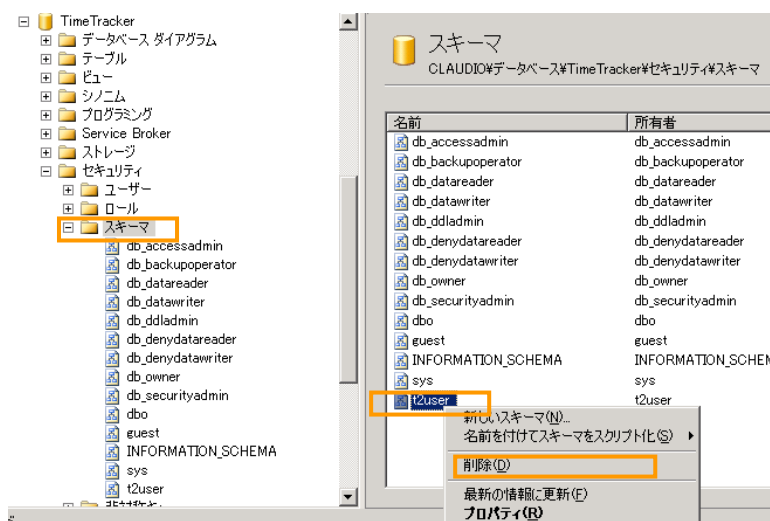 TimeTracker
データベース ダイアグラム
テーブル
ビュー
シノニム
プログラミング
Service Broker
ストレージ
セキュリティ
ユーザー
ロール
スキーマ
db_accessadmin
db_backupoperator
db_datareader
db_datawriter
db_ddladmin
db_denydatareader
db_denydatawriter
db_owner
db_securityadmin
dbo
guest
INFORMATION_SCHEMA
sys
t2user
スキーマ
CLAUDIO¥データベース¥TimeTracker¥セキュリティ¥スキーマ
名前 所有者
db_accessadmin db_accessadmin
db_backupoperator db_backupoperator
db_datareader db_datareader
db_datawriter db_datawriter
db_ddladmin db_ddladmin
db_denydatareader db_denydatareader
db_denydatawriter db_denydatawriter
db_owner db_owner
db_securityadmin db_securityadmin
dbo dbo
guest guest
INFORMATION_SCHEMA INFORMATION_SCHEM
sys sys
t2user t2user
新しいスキーマ(N)...
名前を付けてスキーマをスクリプト化(S)
削除(D)
最新の情報に更新(F)
プロパティ(R)